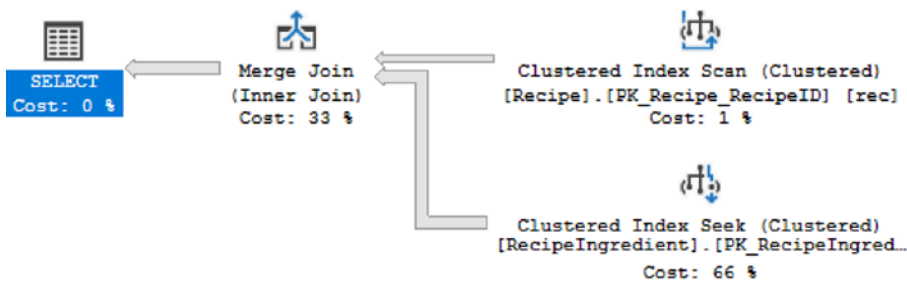 SELECT
Cost: 0 %
Merge Join
(Inner Join)
Cost: 33 %
Clustered Index Scan (Clustered)
[Recipe].[PK_Recipe_RecipeID] [rec]
Cost: 1 %
Clustered Index Seek (Clustered)
[RecipeIngredient].[PK_RecipeIngred…
Cost: 66 %